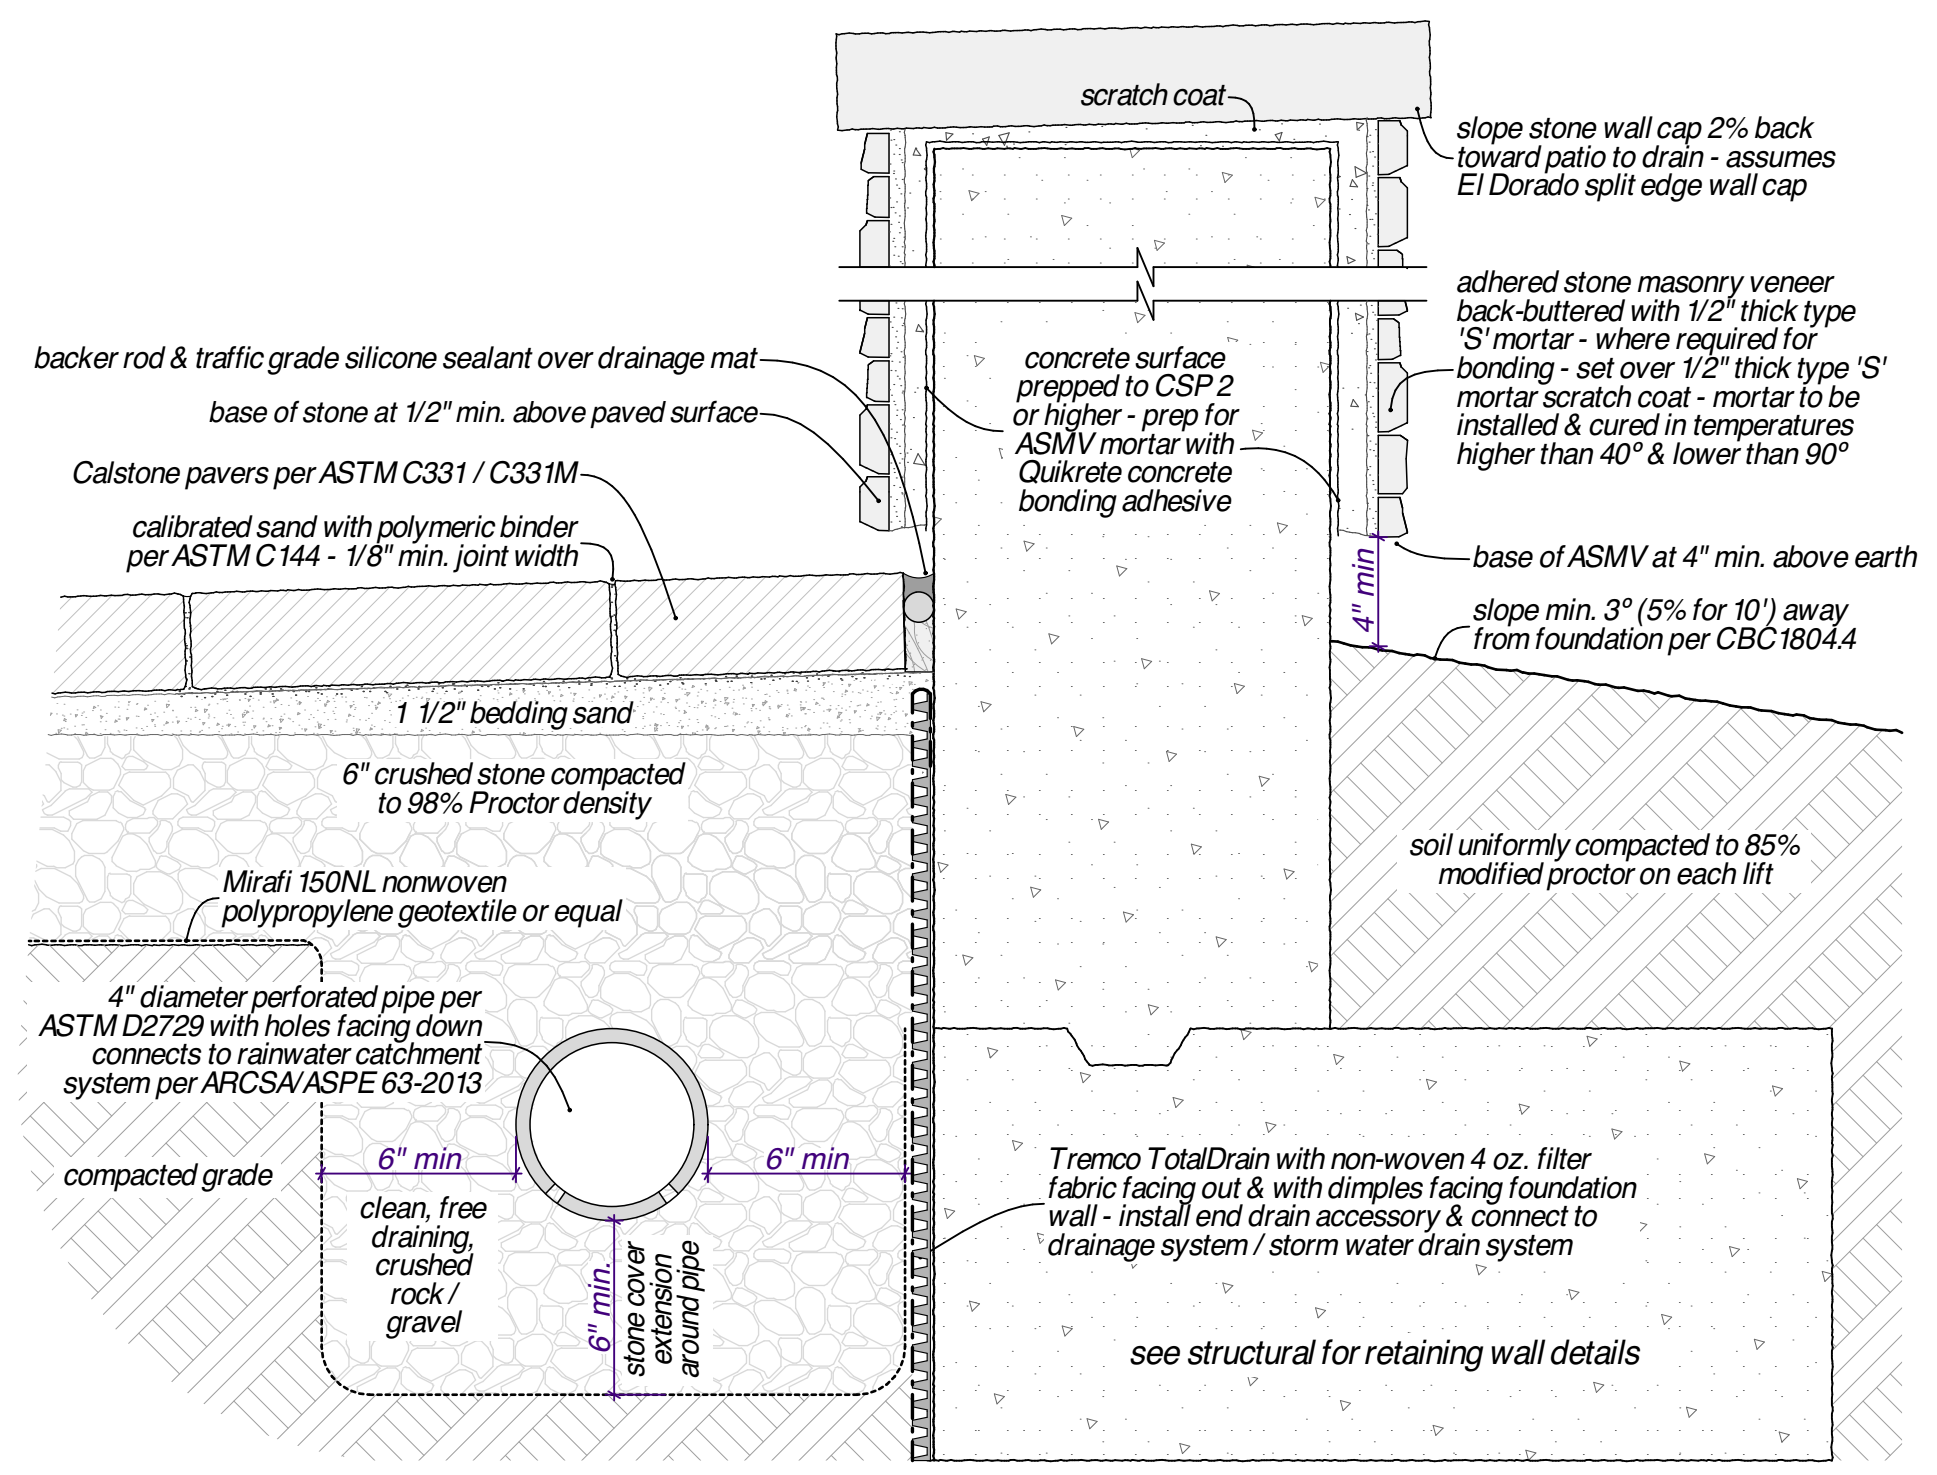 scratch coat
slope stone wall cap 2% back
toward patio to drain - assumes
El Dorado split edge wall cap
adhered stone masonry veneer
back-buttered with 1/2" thick type
'S' mortar - where required for
bonding - set over 1/2" thick type 'S'
mortar scratch coat - mortar to be
installed & cured in temperatures
higher than 40º & lower than 90º
backer rod & traffic grade silicone sealant over drainage mat
base of stone at 1/2" min. above paved surface
Calstone pavers per ASTM C331 / C331M
calibrated sand with polymeric binder
per ASTM C144 - 1/8" min. joint width
concrete surface
prepped to CSP 2
or higher - prep for
ASMV mortar with
Quikrete concrete
bonding adhesive
4" min
base of ASMV at 4" min. above earth
slope min. 3º (5% for 10') away
from foundation per CBC1804.4
1 1/2" bedding sand
6" crushed stone compacted
to 98% Proctor density
Mirafi 150NL nonwoven
polypropylene geotextile or equal
soil uniformly compacted to 85%
modified proctor on each lift
4" diameter perforated pipe per
ASTM D2729 with holes facing down
connects to rainwater catchment
system per ARCSA/ASPE 63-2013
compacted grade
6" min
6" min
clean, free
draining,
crushed
rock /
gravel
6" min.
stone cover
extension
around pipe
Tremco TotalDrain with non-woven 4 oz. filter
fabric facing out & with dimples facing foundation
wall - install end drain accessory & connect to
drainage system / storm water drain system
see structural for retaining wall details